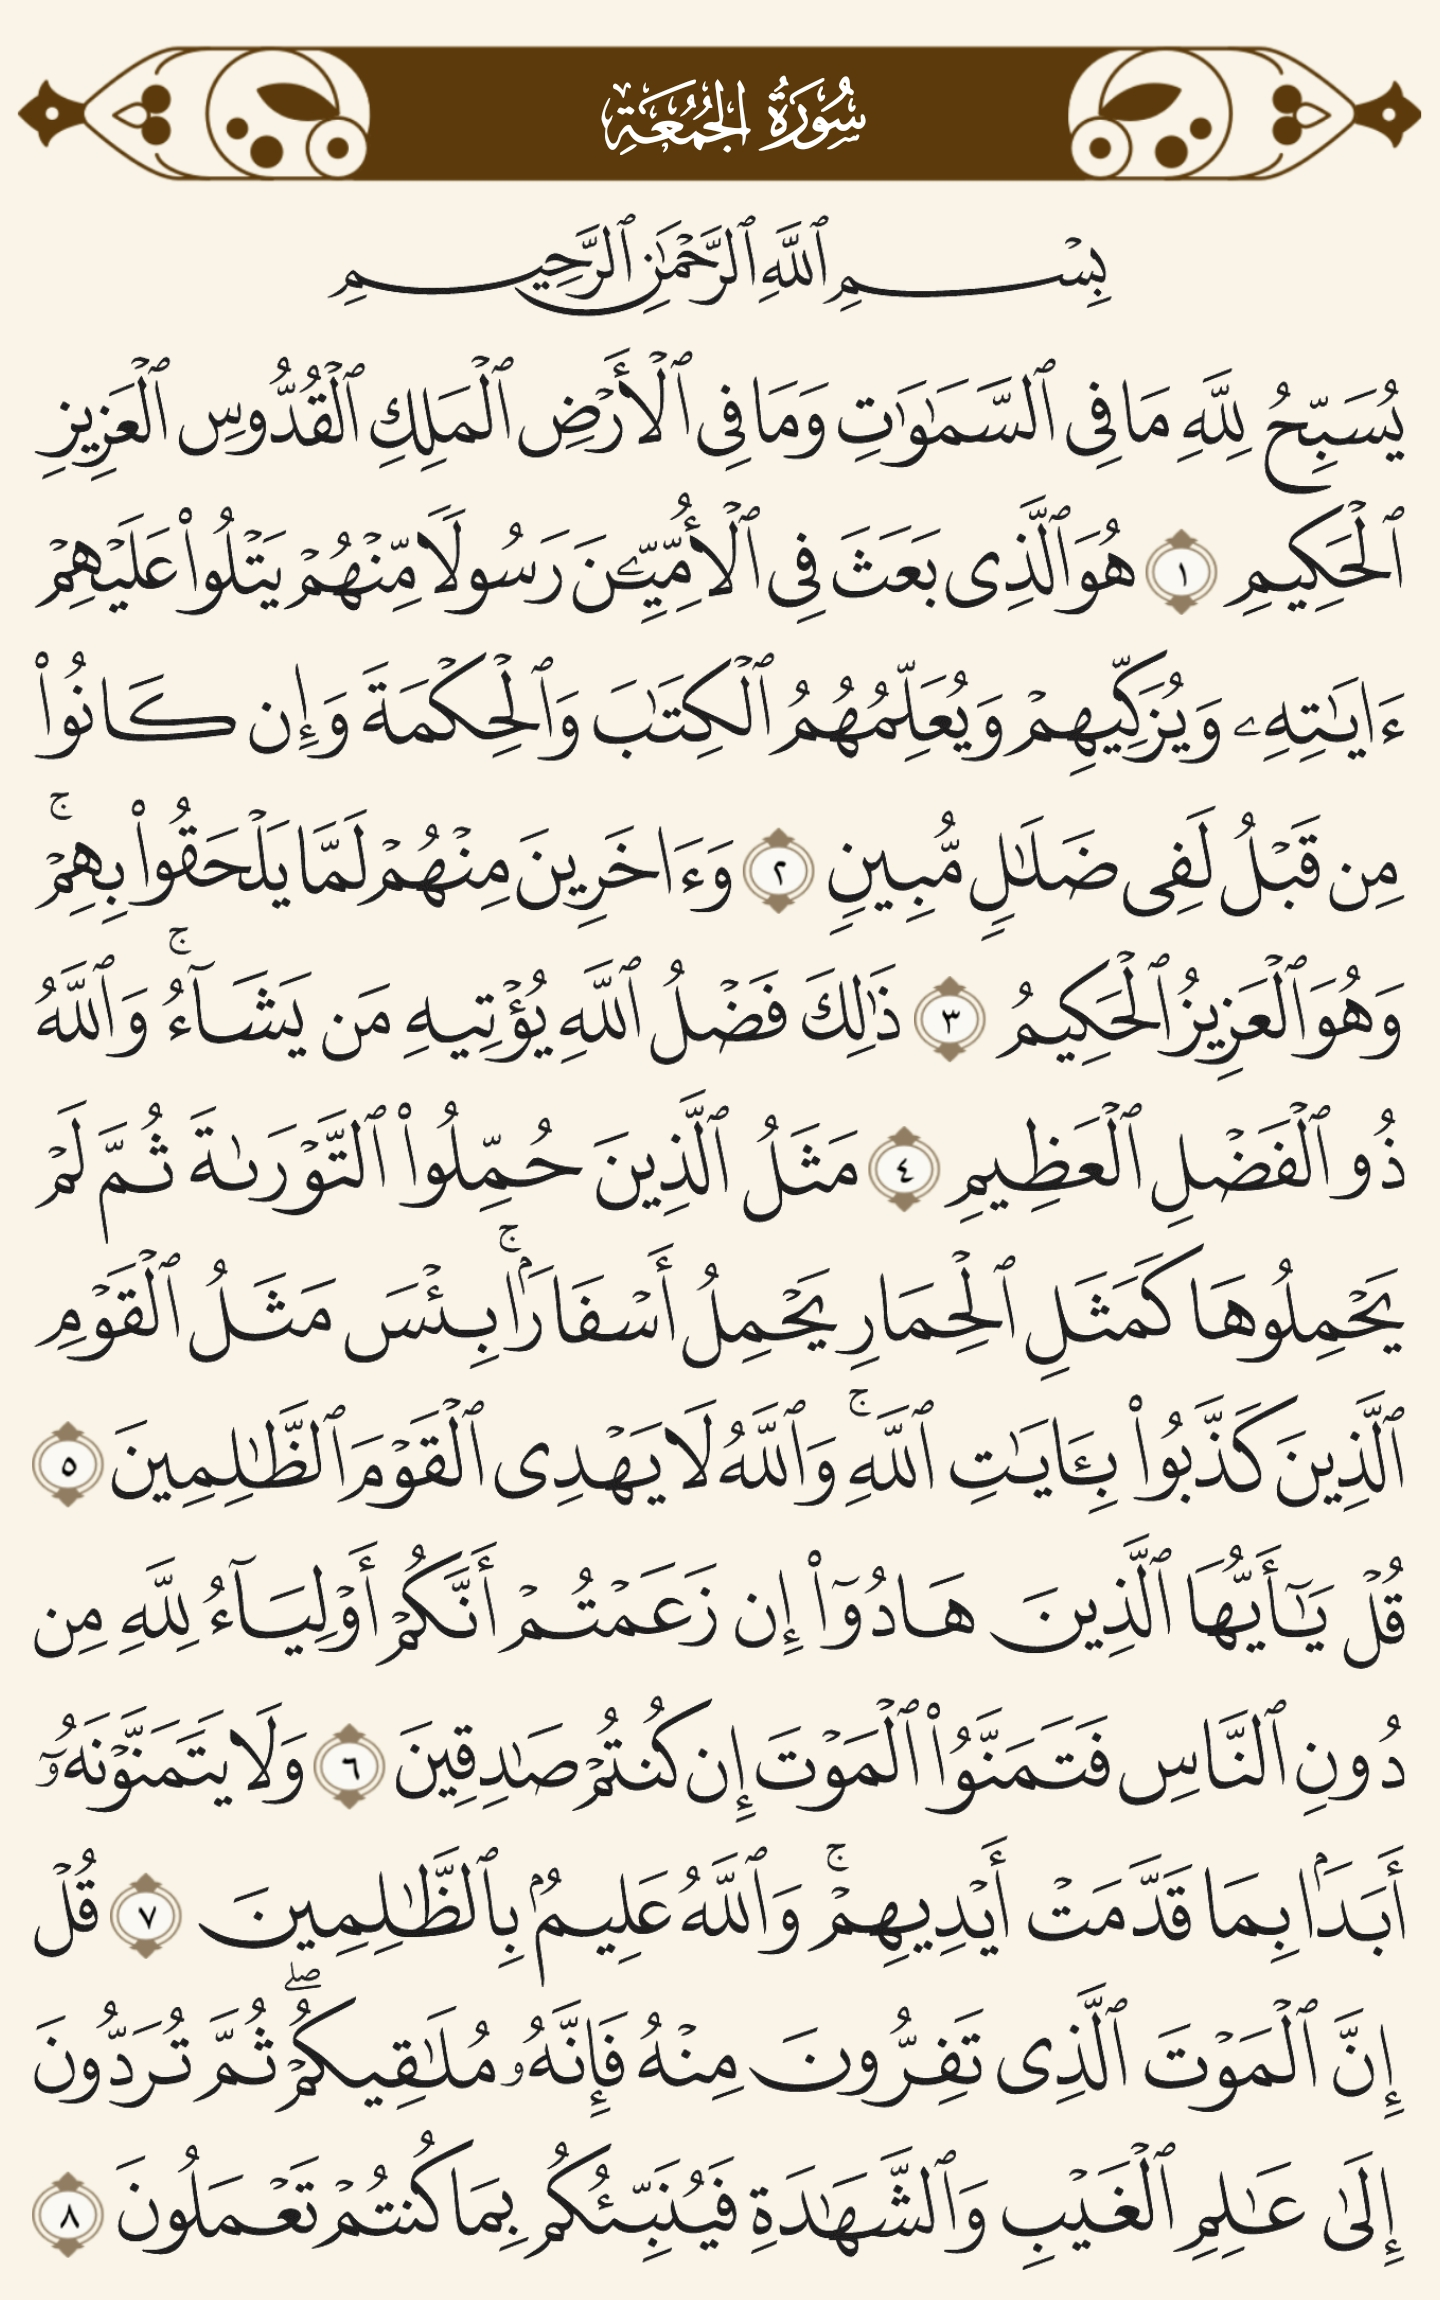 سُورَةُ الجُمُعَةِ
بِسْمِ ٱللَّهِ ٱلرَّحْمَٰنِ ٱلرَّحِيمِ
يُسَبِّحُ لِلَّهِ مَا فِى ٱلسَّمَٰوَٰتِ وَمَا فِى ٱلْأَرْضِ ٱلْمَلِكِ ٱلْقُدُّوسِ ٱلْعَزِيزِ
ٱلْحَكِيمِ ١ هُوَ ٱلَّذِى بَعَثَ فِى ٱلْأُمِّيِّـۧنَ رَسُولًا مِّنْهُمْ يَتْلُوا۟ عَلَيْهِمْ
ءَايَٰتِهِۦ وَيُزَكِّيهِمْ وَيُعَلِّمُهُمُ ٱلْكِتَٰبَ وَٱلْحِكْمَةَ وَإِن كَانُوا۟
مِن قَبْلُ لَفِى ضَلَٰلٍ مُّبِينٍ ٢ وَءَاخَرِينَ مِنْهُمْ لَمَّا يَلْحَقُوا۟ بِهِمْ ۚ
وَهُوَ ٱلْعَزِيزُ ٱلْحَكِيمُ ٣ ذَٰلِكَ فَضْلُ ٱللَّهِ يُؤْتِيهِ مَن يَشَآءُ ۚ وَٱللَّهُ
ذُو ٱلْفَضْلِ ٱلْعَظِيمِ ٤ مَثَلُ ٱلَّذِينَ حُمِّلُوا۟ ٱلتَّوْرَىٰةَ ثُمَّ لَمْ
يَحْمِلُوهَا كَمَثَلِ ٱلْحِمَارِ يَحْمِلُ أَسْفَارًۢا ۚ بِئْسَ مَثَلُ ٱلْقَوْمِ
ٱلَّذِينَ كَذَّبُوا۟ بِـَٔايَٰتِ ٱللَّهِ ۚ وَٱللَّهُ لَا يَهْدِى ٱلْقَوْمَ ٱلظَّٰلِمِينَ ٥
قُلْ يَٰٓأَيُّهَا ٱلَّذِينَ هَادُوٓا۟ إِن زَعَمْتُمْ أَنَّكُمْ أَوْلِيَآءُ لِلَّهِ مِن
دُونِ ٱلنَّاسِ فَتَمَنَّوُا۟ ٱلْمَوْتَ إِن كُنتُمْ صَٰدِقِينَ ٦ وَلَا يَتَمَنَّوْنَهُۥٓ
أَبَدًۢا بِمَا قَدَّمَتْ أَيْدِيهِمْ ۚ وَٱللَّهُ عَلِيمٌۢ بِٱلظَّٰلِمِينَ ٧ قُلْ
إِنَّ ٱلْمَوْتَ ٱلَّذِى تَفِرُّونَ مِنْهُ فَإِنَّهُۥ مُلَٰقِيكُمْ ۖ ثُمَّ تُرَدُّونَ
إِلَىٰ عَٰلِمِ ٱلْغَيْبِ وَٱلشَّهَٰدَةِ فَيُنَبِّئُكُم بِمَا كُنتُمْ تَعْمَلُونَ ٨